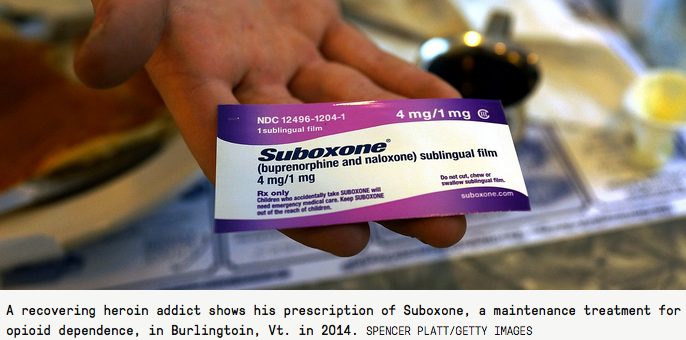 NDC 12496-1204-1
4 mg/1 mg CIII
1 sublingual film
Suboxone®
(buprenorphine and naloxone) sublingual film
4 mg/1 mg
Rx only
Children who accidentally take SUBOXONE will
need emergency medical care. Keep SUBOXONE
out of the reach of children.
Do not cut, chew or
swallow sublingual film.
suboxone.com
A recovering heroin addict shows his prescription of Suboxone, a maintenance treatment for
opioid dependence, in Burlingtoin, Vt. in 2014. SPENCER PLATT/GETTY IMAGES